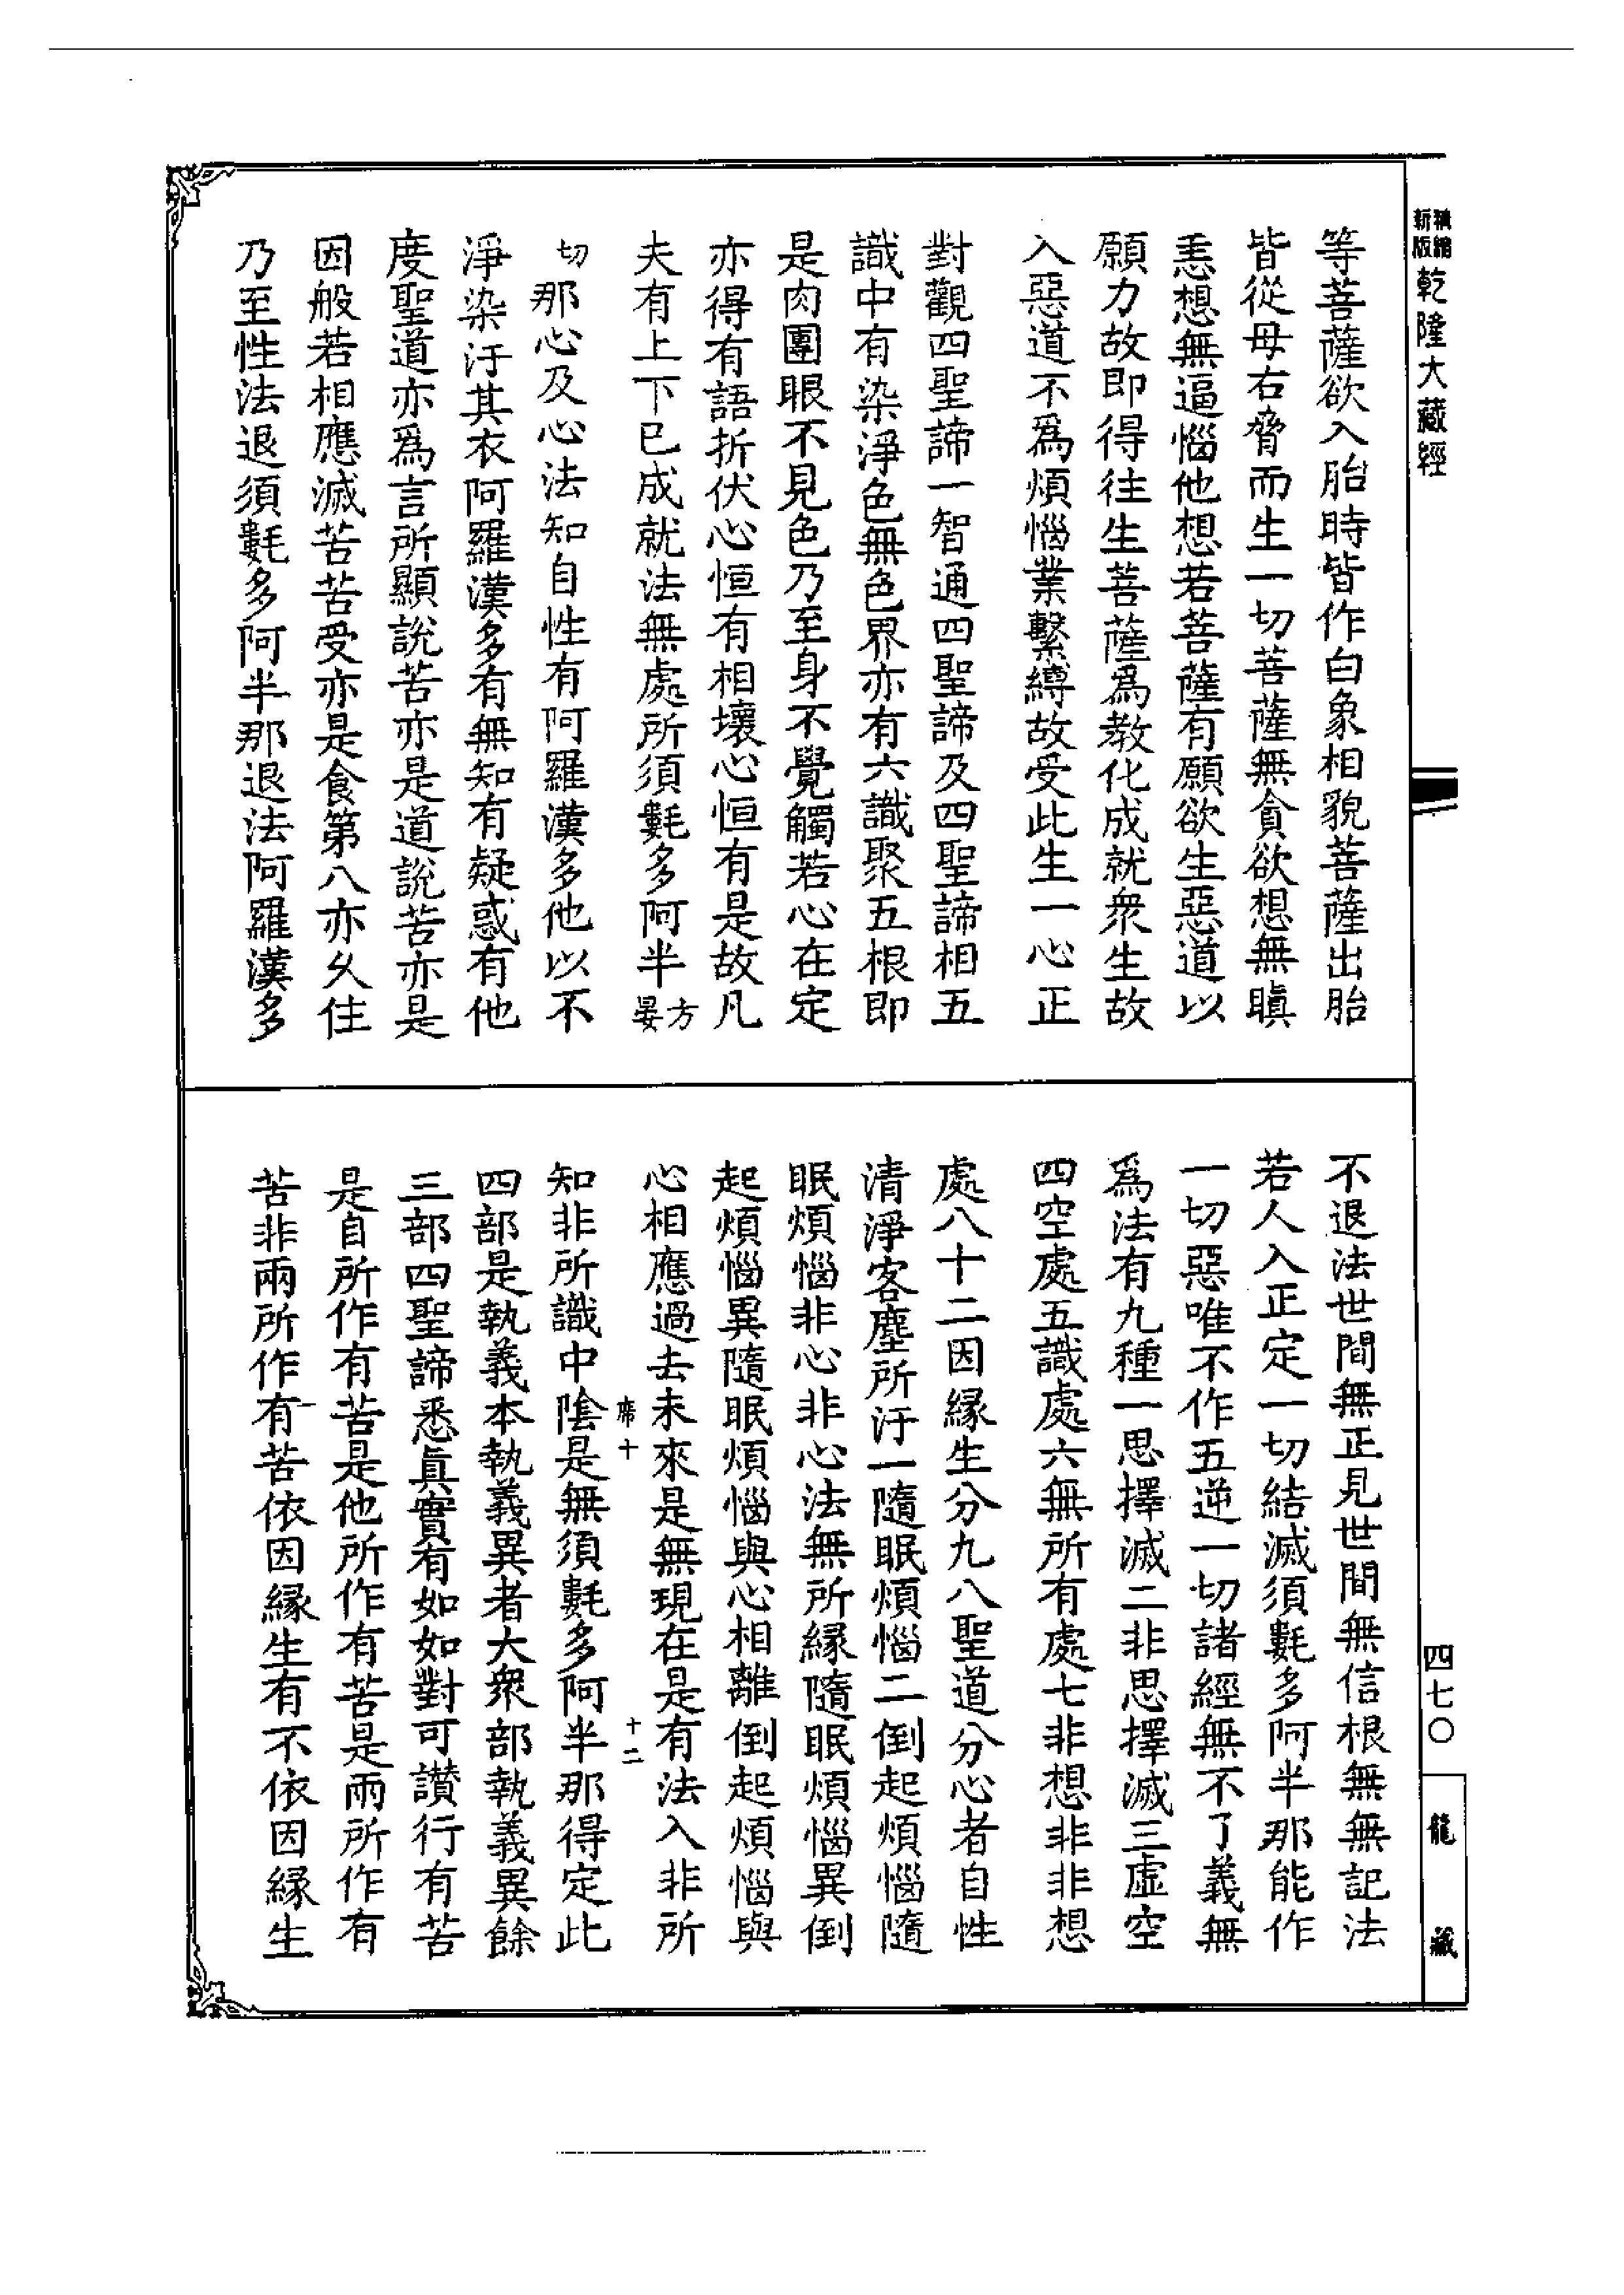 新版精縮
乾隆大藏經
等菩薩欲入胎時皆作白象相貌菩薩出胎
皆從母右脅而生一切菩薩無貪欲想無瞋
恚想無逼惱他想若菩薩有願欲生惡道以
願力故即得往生菩薩爲教化成就衆生故
入惡道不爲煩惱業繫縛故受此生一心正
對觀四聖諦一智通四聖諦及四聖諦相五
識中有染淨色無色界亦有六識聚五根即
是肉團眼不見色乃至身不覺觸若心在定
亦得有語折伏心恒有相壞心恒有是故凡
夫有上下已成就法無處所須㲉多阿半方晏
切那心及心法知自性有阿羅漢多他以不
淨染汙其衣阿羅漢多有無知有疑惑有他
度聖道亦爲言所顯說苦亦是道說苦亦是
因般若相應滅苦苦受亦是食第八亦久住
乃至性法退須㲉多阿半那退法阿羅漢多
不退法世間無正見世間無信根無無記法
若人入正定一切結滅須㲉多阿半那能作
一切惡唯不作五逆一切諸經無不了義無
爲法有九種一思擇滅二非思擇滅三虛空
四空處五識處六無所有處七非想非非想
處八十二因緣生分九八聖道分心者自性
清淨客塵所汙一隨眠煩惱二倒起煩惱隨
眠煩惱非心非心法無所緣隨眠煩惱異倒
起煩惱異隨眠煩惱與心相離倒起煩惱與
心相應過去未來是無現在是有法入非所
席十
十二
知非所識中陰是無須㲉多阿半那得定此
四部是執義本執義異者大衆部執義異餘
三部四聖諦悉眞實有如如對可讃行有苦
是自所作有苦是他所作有苦是兩所作有
苦非兩所作有苦依因緣生有不依因緣生
四七〇
龍藏